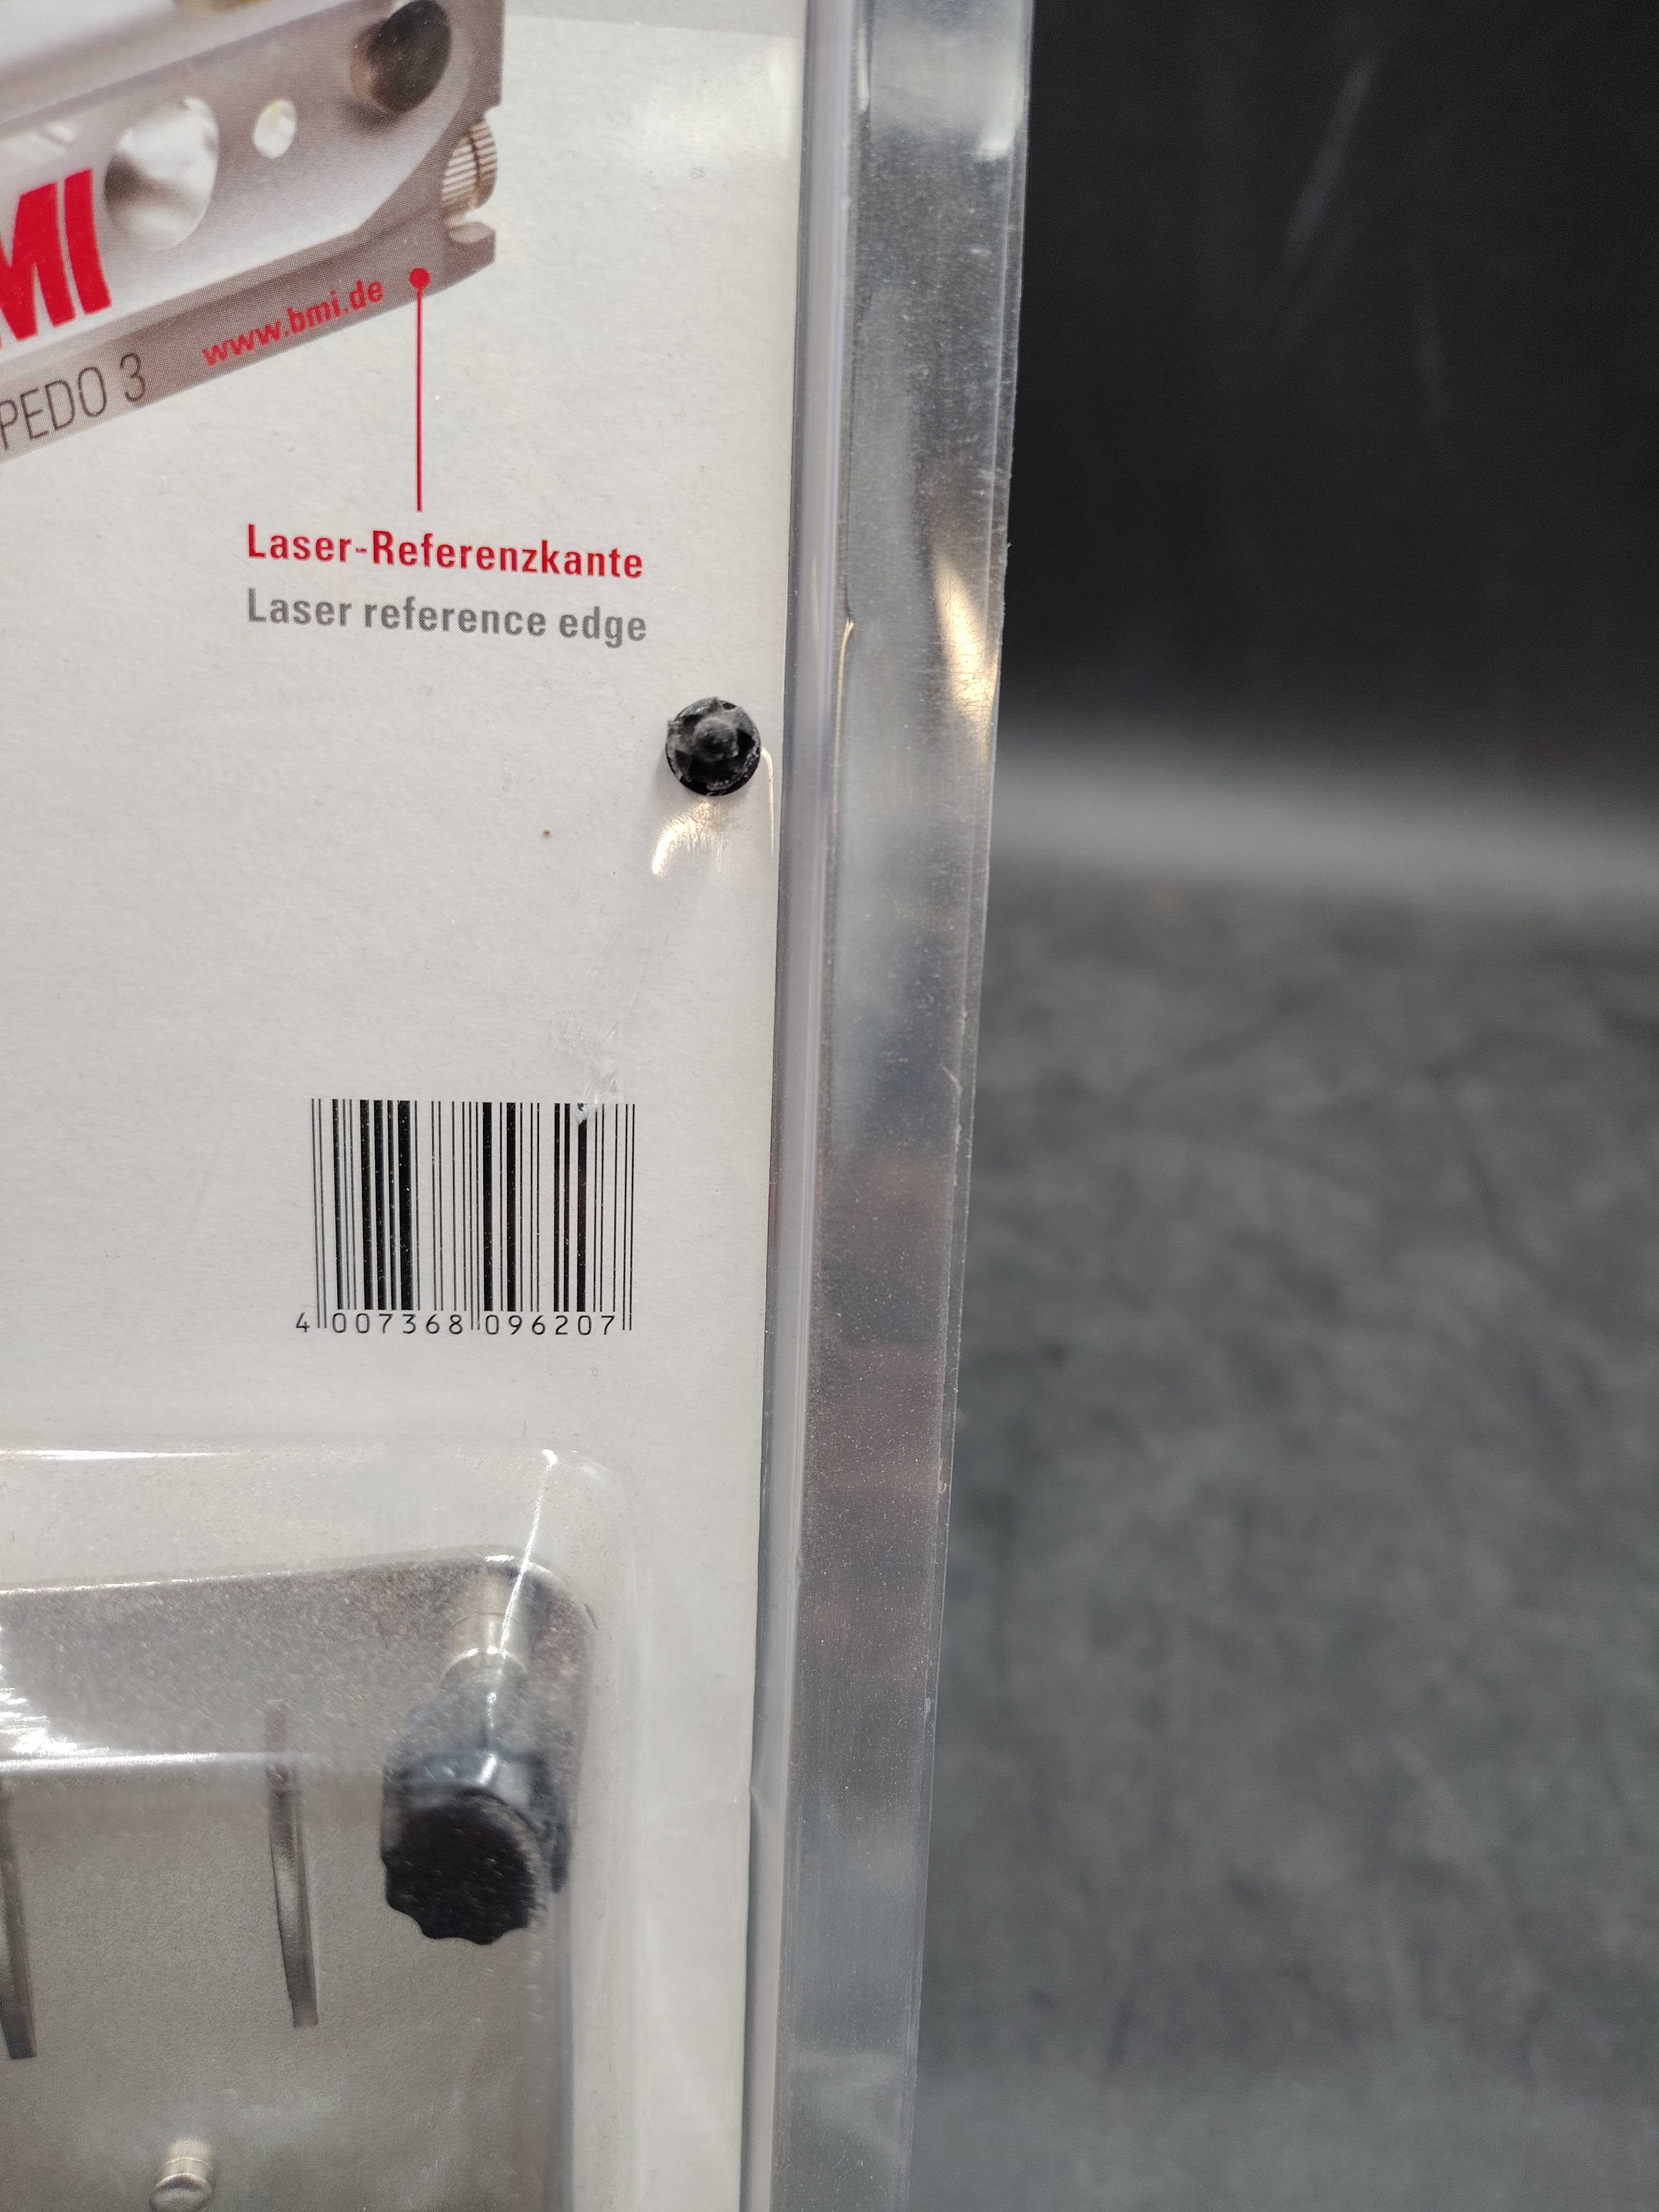 MI
www.bmi.de
PEDO 3
Laser-Referenzkante
Laser reference edge
4 007368 096207